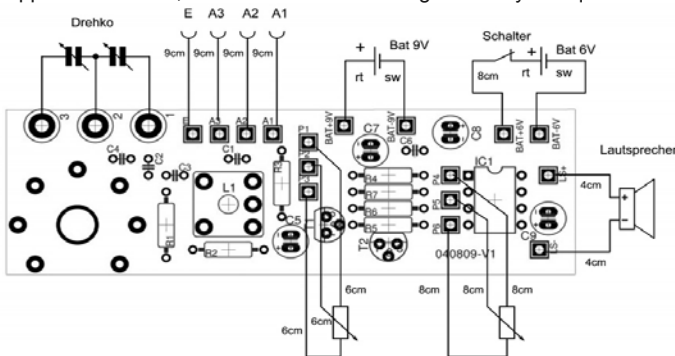 E A3 A2 A1
Drehko
9cm 9cm 9cm 9cm
+ Bat 9V
rt sw
Schalter + Bat 6V
8cm rt sw
3 2 1
E A3 A2 A1
P1
BAT+9V BAT-9V
C7
C6
C8
BAT+6V BAT-6V
Lautsprecher
C4 C2 C3 C1
L1
R3
R4
R7
R6
R5
P4
P5
P6
IC1
LS+
4cm
+
-
R1
R2
C5
T2
C9
040809-V1
LS-
4cm
6cm 8cm 8cm
6cm 6cm 8cm